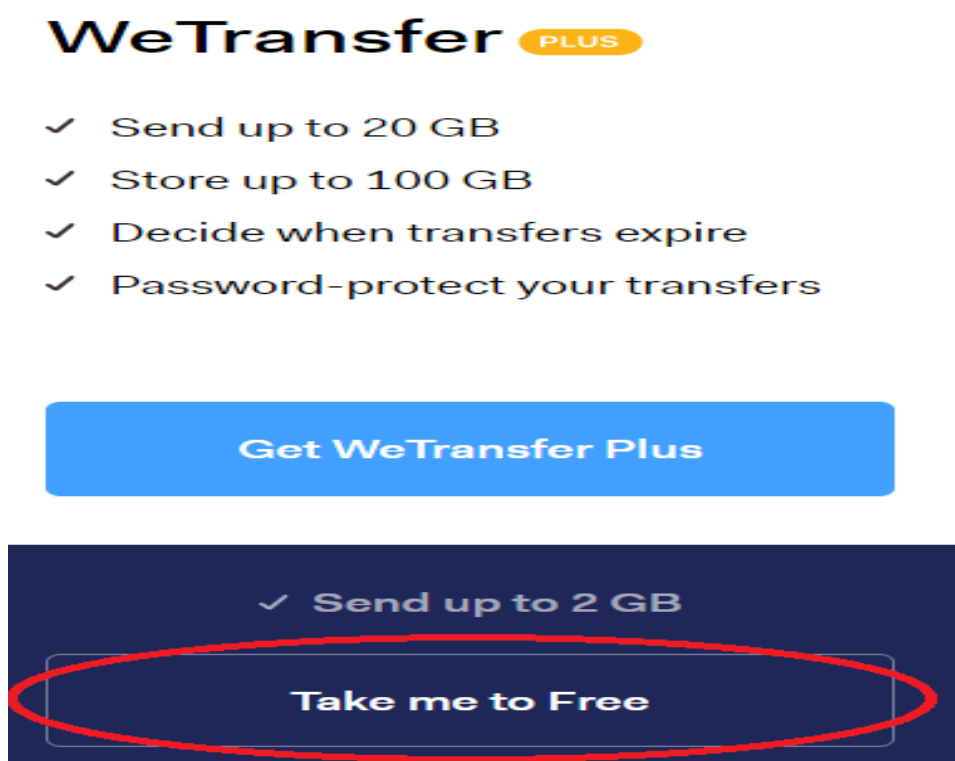 WeTransfer PLUS
Send up to 20 GB
Store up to 100 GB
Decide when transfers expire
Password-protect your transfers
Get WeTransfer Plus
Send up to 2 GB
Take me to Free